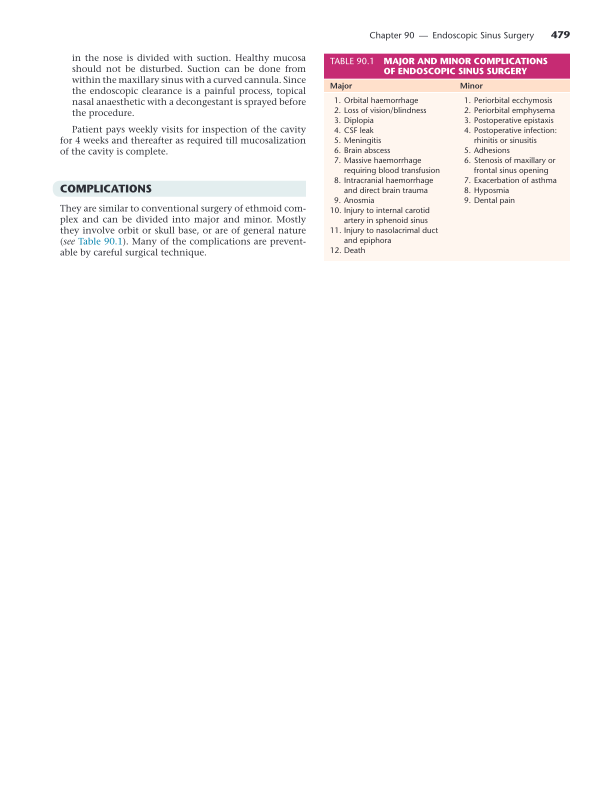 Chapter 90 — Endoscopic Sinus Surgery 479
in the nose is divided with suction. Healthy mucosa
should not be disturbed. Suction can be done from
within the maxillary sinus with a curved cannula. Since
the endoscopic clearance is a painful process, topical
nasal anaesthetic with a decongestant is sprayed before
the procedure.
Patient pays weekly visits for inspection of the cavity
for 4 weeks and thereafter as required till mucosalization
of the cavity is complete.
COMPLICATIONS
They are similar to conventional surgery of ethmoid com-
plex and can be divided into major and minor. Mostly
they involve orbit or skull base, or are of general nature
(see Table 90.1). Many of the complications are prevent-
able by careful surgical technique.
TABLE 90.1 MAJOR AND MINOR COMPLICATIONS
OF ENDOSCOPIC SINUS SURGERY
Major
1. Orbital haemorrhage
2. Loss of vision/blindness
3. Diplopia
4. CSF leak
5. Meningitis
6. Brain abscess
7. Massive haemorrhage
requiring blood transfusion
8. Intracranial haemorrhage
and direct brain trauma
9. Anosmia
10. Injury to internal carotid
artery in sphenoid sinus
11. Injury to nasolacrimal duct
and epiphora
12. Death
Minor
1. Periorbital ecchymosis
2. Periorbital emphysema
3. Postoperative epistaxis
4. Postoperative infection:
rhinitis or sinusitis
5. Adhesions
6. Stenosis of maxillary or
frontal sinus opening
7. Exacerbation of asthma
8. Hyposmia
9. Dental pain